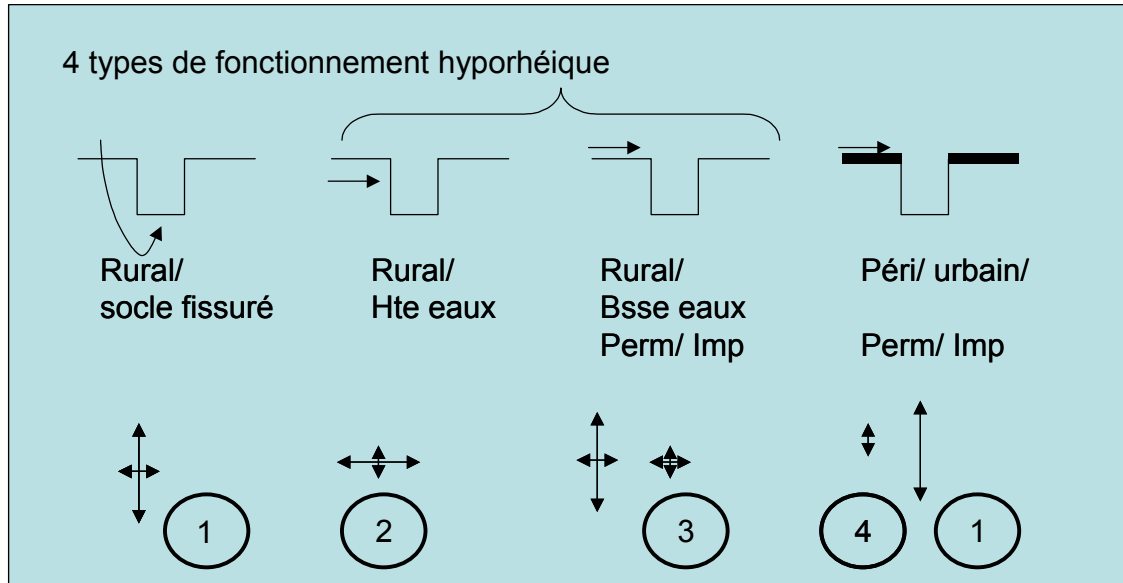 4 types de fonctionnement hyporhéique
Rural/
socle fissuré
Rural/
Hte eaux
Rural/
Bsse eaux
Perm/ Imp
Péri/ urbain/
Perm/ Imp
1
2
3
4
1